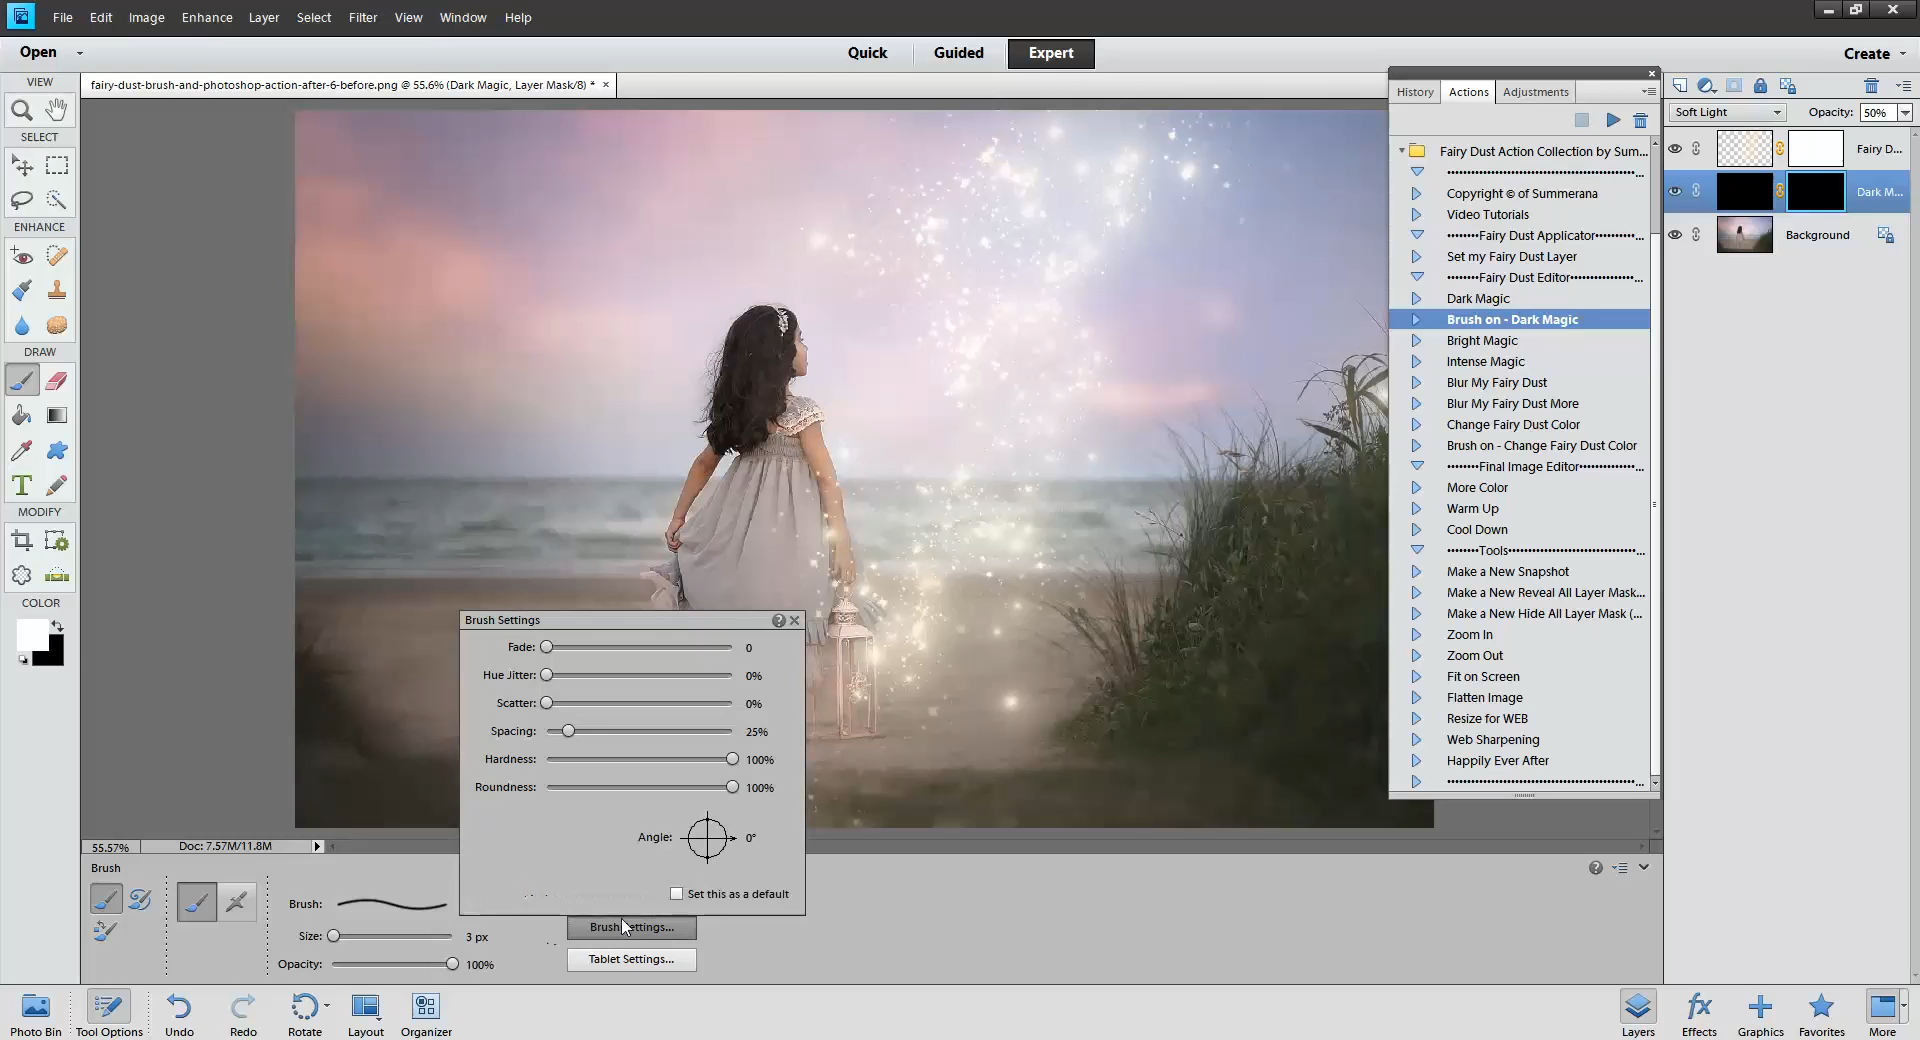 File Edit Image Enhance Layer Select Filter View Window Help
Open Quick Guided Expert Create
VIEW
SELECT
ENHANCE
DRAW
T
MODIFY
COLOR
fairy-dust-brush-and-photoshop-action-after-6-before.png @ 55.6% (Dark Magic, Layer Mask/8) * ×
History Actions Adjustments
Fairy Dust Action Collection by Sum...
••••••••••••••••••••••••••••••••••••••••••••••••...
Copyright © of Summerana
Video Tutorials
••••••••Fairy Dust Applicator••••••••••...
Set my Fairy Dust Layer
••••••••Fairy Dust Editor••••••••••••••••...
Dark Magic
Brush on - Dark Magic
Bright Magic
Intense Magic
Blur My Fairy Dust
Blur My Fairy Dust More
Change Fairy Dust Color
Brush on - Change Fairy Dust Color
••••••••Final Image Editor••••••••••••••...
More Color
Warm Up
Cool Down
••••••••Tools••••••••••••••••••••••••••••••••...
Make a New Snapshot
Make a New Reveal All Layer Mask...
Make a New Hide All Layer Mask (...
Zoom In
Zoom Out
Fit on Screen
Flatten Image
Resize for WEB
Web Sharpening
Happily Ever After
••••••••••••••••••••••••••••••••••••••••••••••••...
Soft Light Opacity: 50%
Fairy D...
Dark M...
Background
Brush Settings
Fade: 0
Hue Jitter: 0%
Scatter: 0%
Spacing: 25%
Hardness: 100%
Roundness: 100%
Angle: 0°
Set this as a default
55.57% Doc: 7.57M/11.8M
Brush
Brush:
Size: 3 px
Opacity: 100%
Tablet Settings...
Photo Bin Tool Options Undo Redo Rotate Layout Organizer
Layers fx Effects Graphics Favorites More